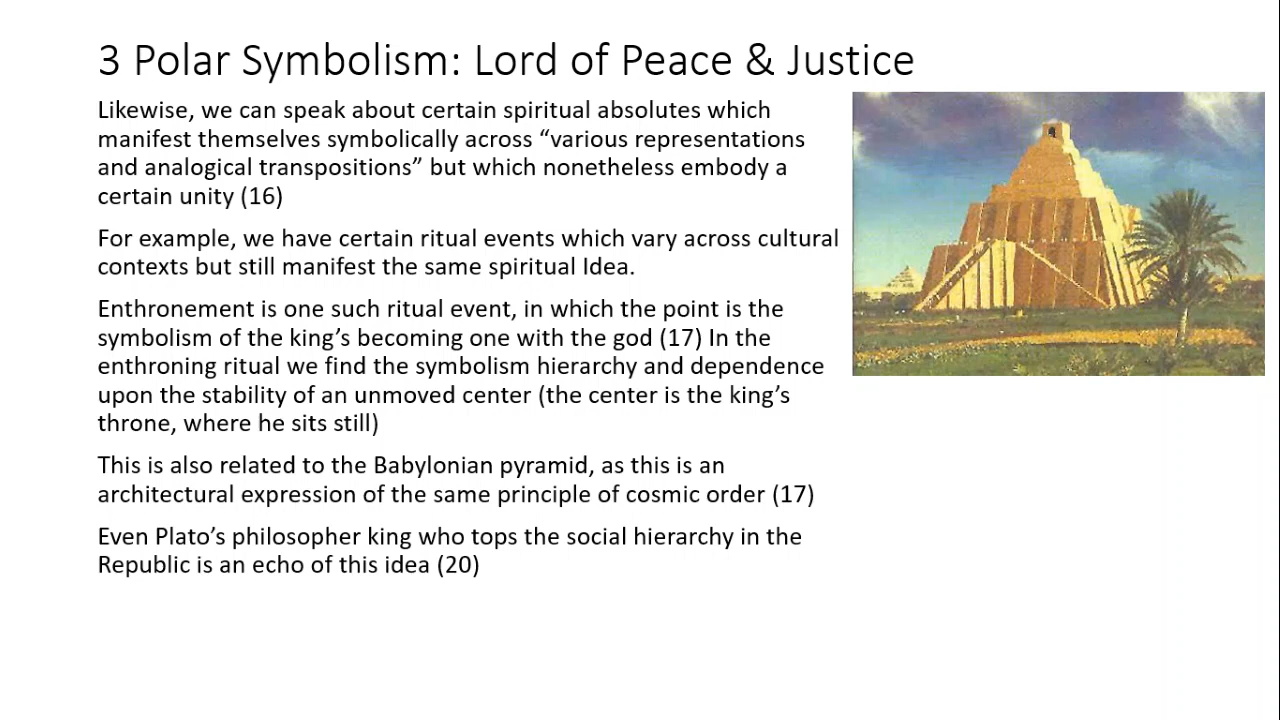 3 Polar Symbolism: Lord of Peace & Justice
Likewise, we can speak about certain spiritual absolutes which
manifest themselves symbolically across “various representations
and analogical transpositions” but which nonetheless embody a
certain unity (16)
For example, we have certain ritual events which vary across cultural
contexts but still manifest the same spiritual Idea.
Enthronement is one such ritual event, in which the point is the
symbolism of the king’s becoming one with the god (17) In the
enthroning ritual we find the symbolism hierarchy and dependence
upon the stability of an unmoved center (the center is the king’s
throne, where he sits still)
This is also related to the Babylonian pyramid, as this is an
architectural expression of the same principle of cosmic order (17)
Even Plato’s philosopher king who tops the social hierarchy in the
Republic is an echo of this idea (20)